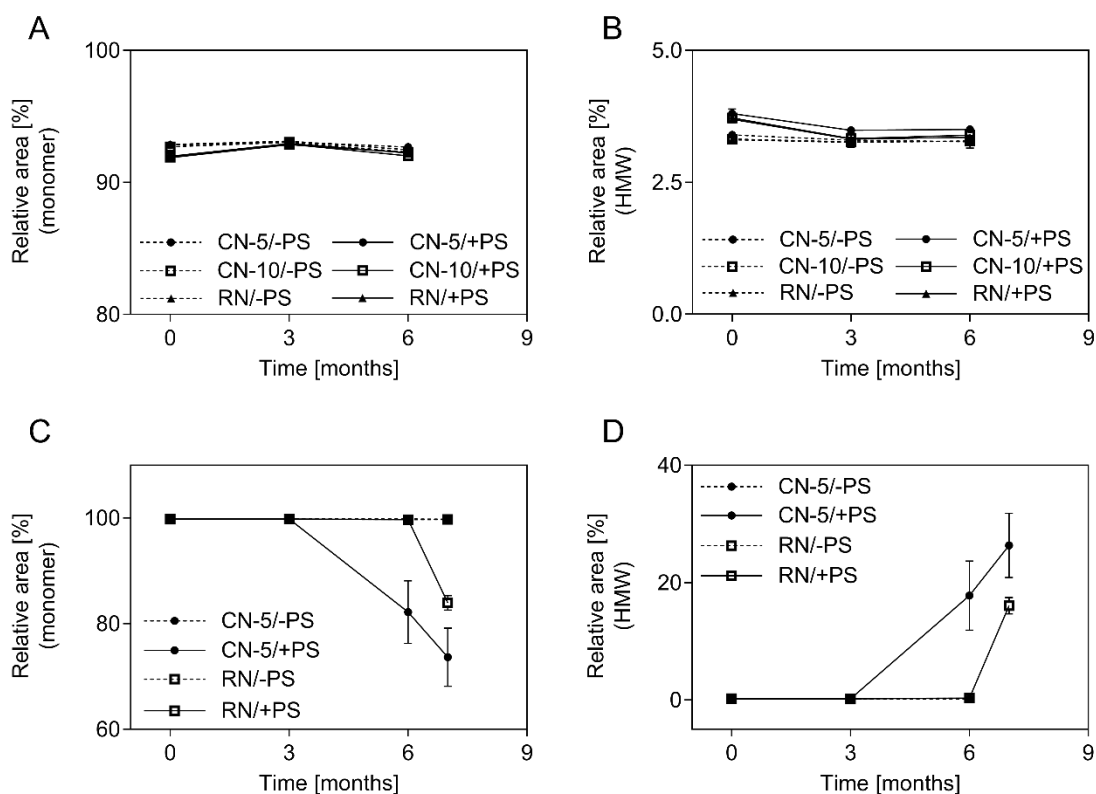 A
Relative area [%]
(monomer)
100
90
80
CN-5/-PS
CN-5/+PS
CN-10/-PS
CN-10/+PS
RN/-PS
RN/+PS
0
3
6
9
Time [months]
B
Relative area [%]
(HMW)
5.0
2.5
0.0
CN-5/-PS
CN-5/+PS
CN-10/-PS
CN-10/+PS
RN/-PS
RN/+PS
0
3
6
9
Time [months]
C
Relative area [%]
(monomer)
100
80
60
CN-5/-PS
CN-5/+PS
RN/-PS
RN/+PS
0
3
6
9
Time [months]
D
Relative area [%]
(HMW)
40
20
0
CN-5/-PS
CN-5/+PS
RN/-PS
RN/+PS
0
3
6
9
Time [months]